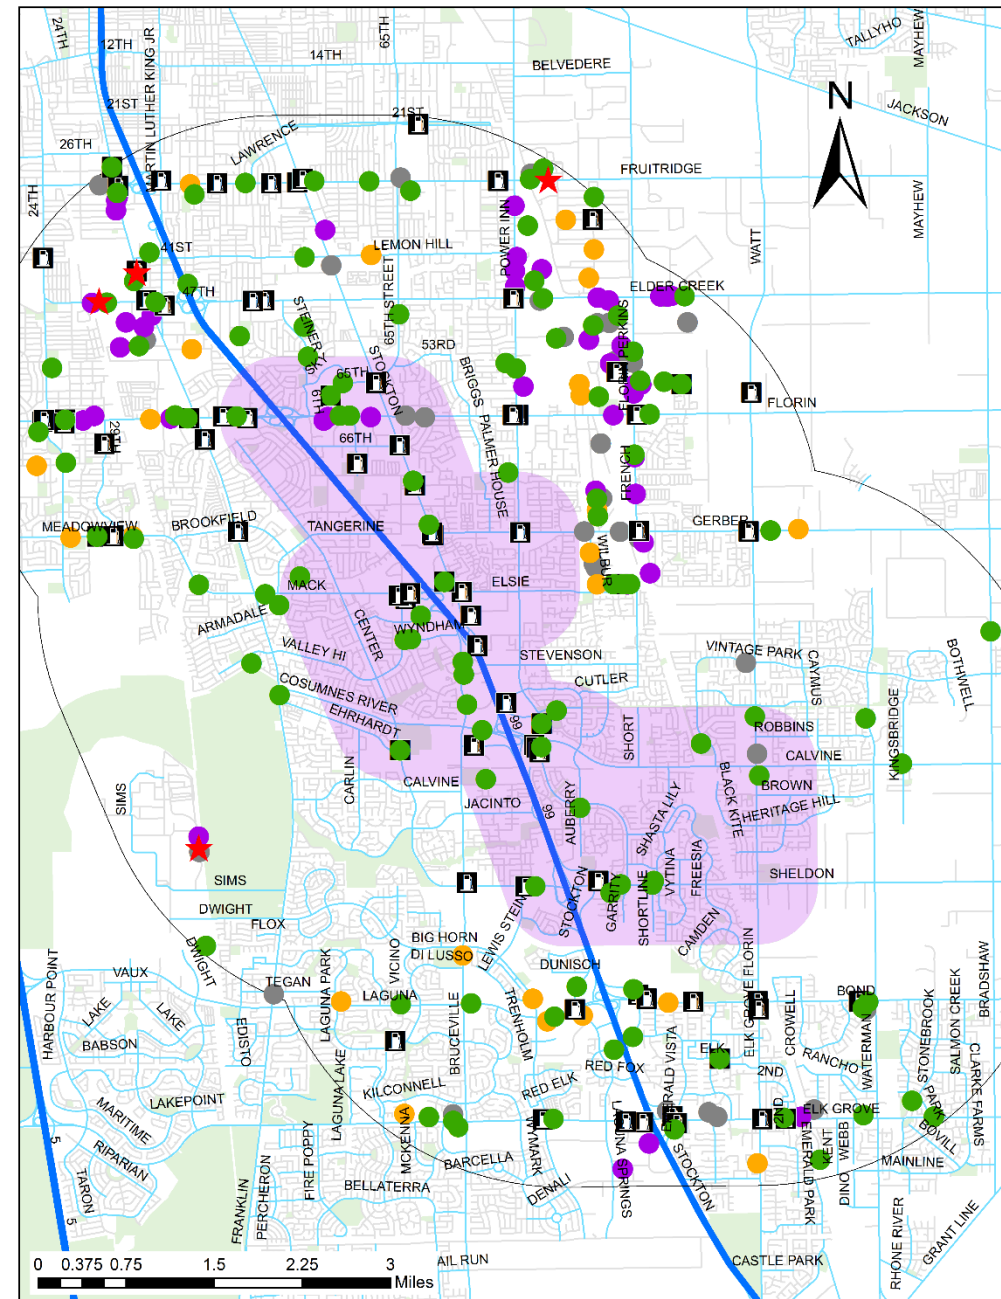 24TH
12TH
65TH
14TH
BELVEDERE
TALLYHO
MAYHEW
MARTIN LUTHER KING JR
21ST
21ST
JACKSON
N
26TH
LAWRENCE
FRUITRIDGE
24TH
MAYHEW
41ST
LEMON HILL
POWER INN
WATT
47TH
65TH STREET
ELDER CREEK
STEINER
SKY
STOCKTON
53RD
BRIGGS
FLORIN PERKINS
65TH
6TH
PALMER HOUSE
FLORIN
29TH
66TH
FRENCH
MEADOWVIEW
BROOKFIELD
TANGERINE
GERBER
WILBUR
MACK
ELSIE
ARMADALE
CENTER
WYNDHAM
VALLEY HI
STEVENSON
VINTAGE PARK
CAYMUS
BOTHWELL
COSUMNES RIVER
CUTLER
EHRHARDT
99
SHORT
ROBBINS
KINGSBRIDGE
CALVINE
CARLIN
CALVINE
BLACK KITE
BROWN
SIMS
JACINTO
99
AUBERRY
SHASTA LILY
HERITAGE HILL
VYTINA
FREESIA
SIMS
SHELDON
STOCKTON
GARRITY
SHORTLINE
LEWIS STEIN
DWIGHT
FLOX
CAMDEN
BIG HORN
DI LUSSO
DWIGHT
VICINO
DUNISCH
HARBOUR POINT
VAUX
TEGAN
LAGUNA PARK
LAGUNA
ELK GROVE FLORIN
BOND
BRADSHAW
LAKE
LAKE
EDISTO
BRUCEVILLE
TRENHOLM
CROWELL
WATERMAN
STONEBROOK
SALMON CREEK
BABSON
EMERALD VISTA
ELK
RANCHO
CLARKE FARMS
RED FOX
2ND
KILCONNELL
RED ELK
LAKEPOINT
LAGUNA LAKE
MARITIME
MCKENNA
2ND
ELK GROVE
PARK
BOVILL
5
RIPARIAN
FIRE POPPY
WYMARK
LAGUNA SPRINGS
EMERALD PARK
KENT
WEBB
DINO
MAINLINE
BARCELLA
STOCKTON
TARON
PERCHERON
BELLATERRA
DENALI
FRANKLIN
5
RHONE RIVER
GRANT LINE
AIL RUN
CASTLE PARK
0 0.375 0.75 1.5 2.25 3
Miles